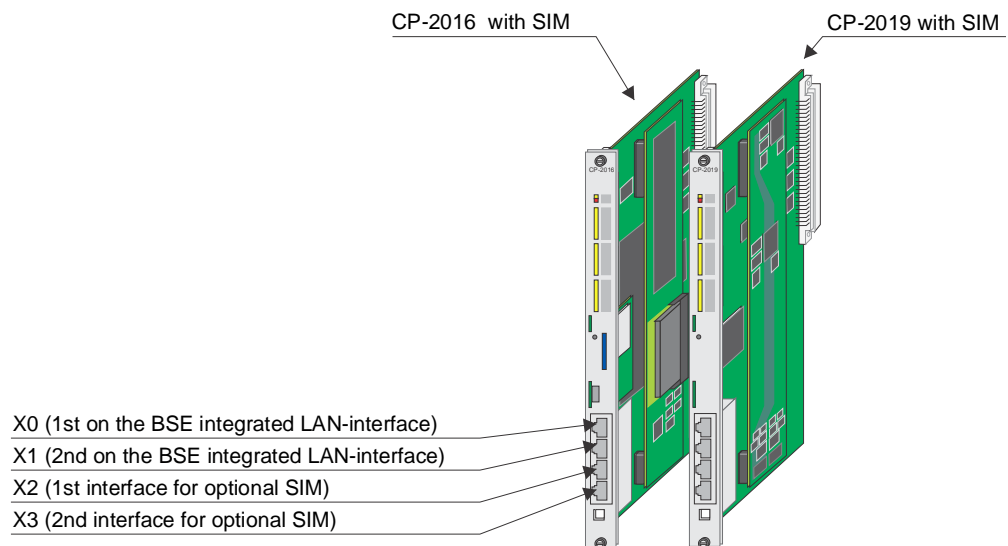 CP-2016 with SIM
CP-2019 with SIM
CP-2016
CP-2019
X0 (1st on the BSE integrated LAN-interface)
X1 (2nd on the BSE integrated LAN-interface)
X2 (1st interface for optional SIM)
X3 (2nd interface for optional SIM)